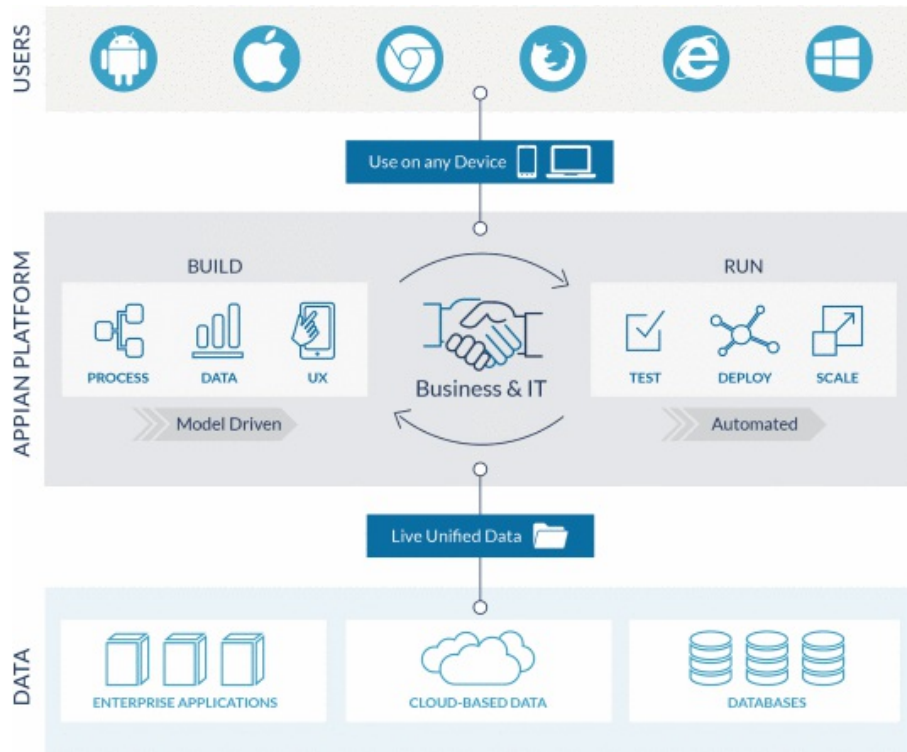 USERS
Use on any Device
APPIAN PLATFORM
BUILD
PROCESS
DATA
UX
Model Driven
Business & IT
RUN
TEST
DEPLOY
SCALE
Automated
Live Unified Data
DATA
ENTERPRISE APPLICATIONS
CLOUD-BASED DATA
DATABASES